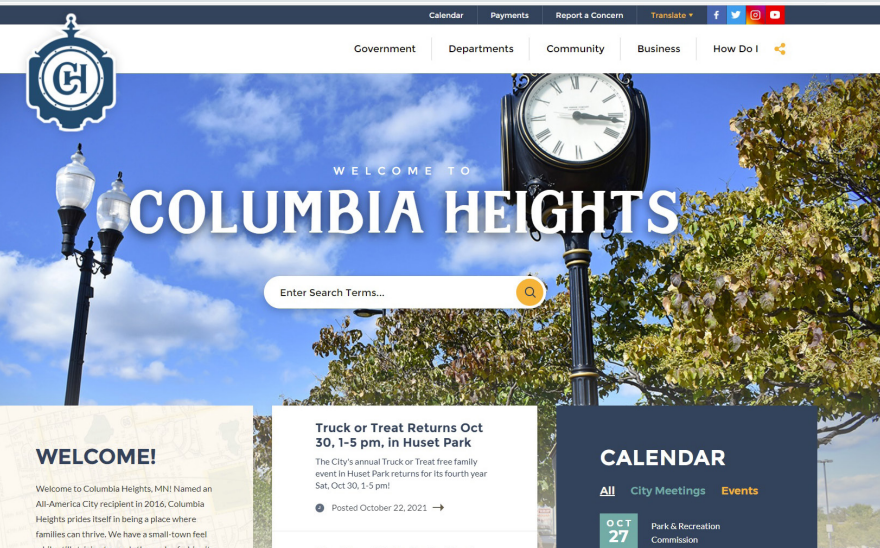 Calendar Payments Report a Concern Translate
Government Departments Community Business How Do I
CH
WELCOME TO
COLUMBIA HEIGHTS
Enter Search Terms...
WELCOME!
Welcome to Columbia Heights, MN! Named an
All-America City recipient in 2016, Columbia
Heights prides itself in being a place where
families can thrive. We have a small-town feel
Truck or Treat Returns Oct
30, 1-5 pm, in Huset Park
The City's annual Truck or Treat free family
event in Huset Park returns for its fourth year
Sat, Oct 30, 1-5 pm!
Posted October 22, 2021
CALENDAR
All City Meetings Events
OCT
27
Park & Recreation
Commission